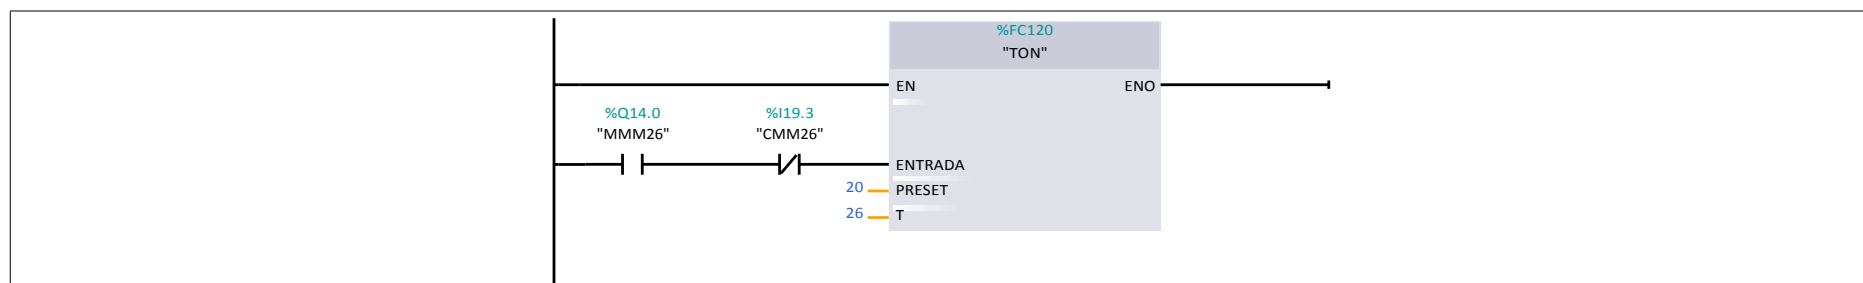 %FC120
"TON"
EN
ENO
%Q14.0
%I19.3
"MMM26"
"CMM26"
ENTRADA
20
PRESET
26
T